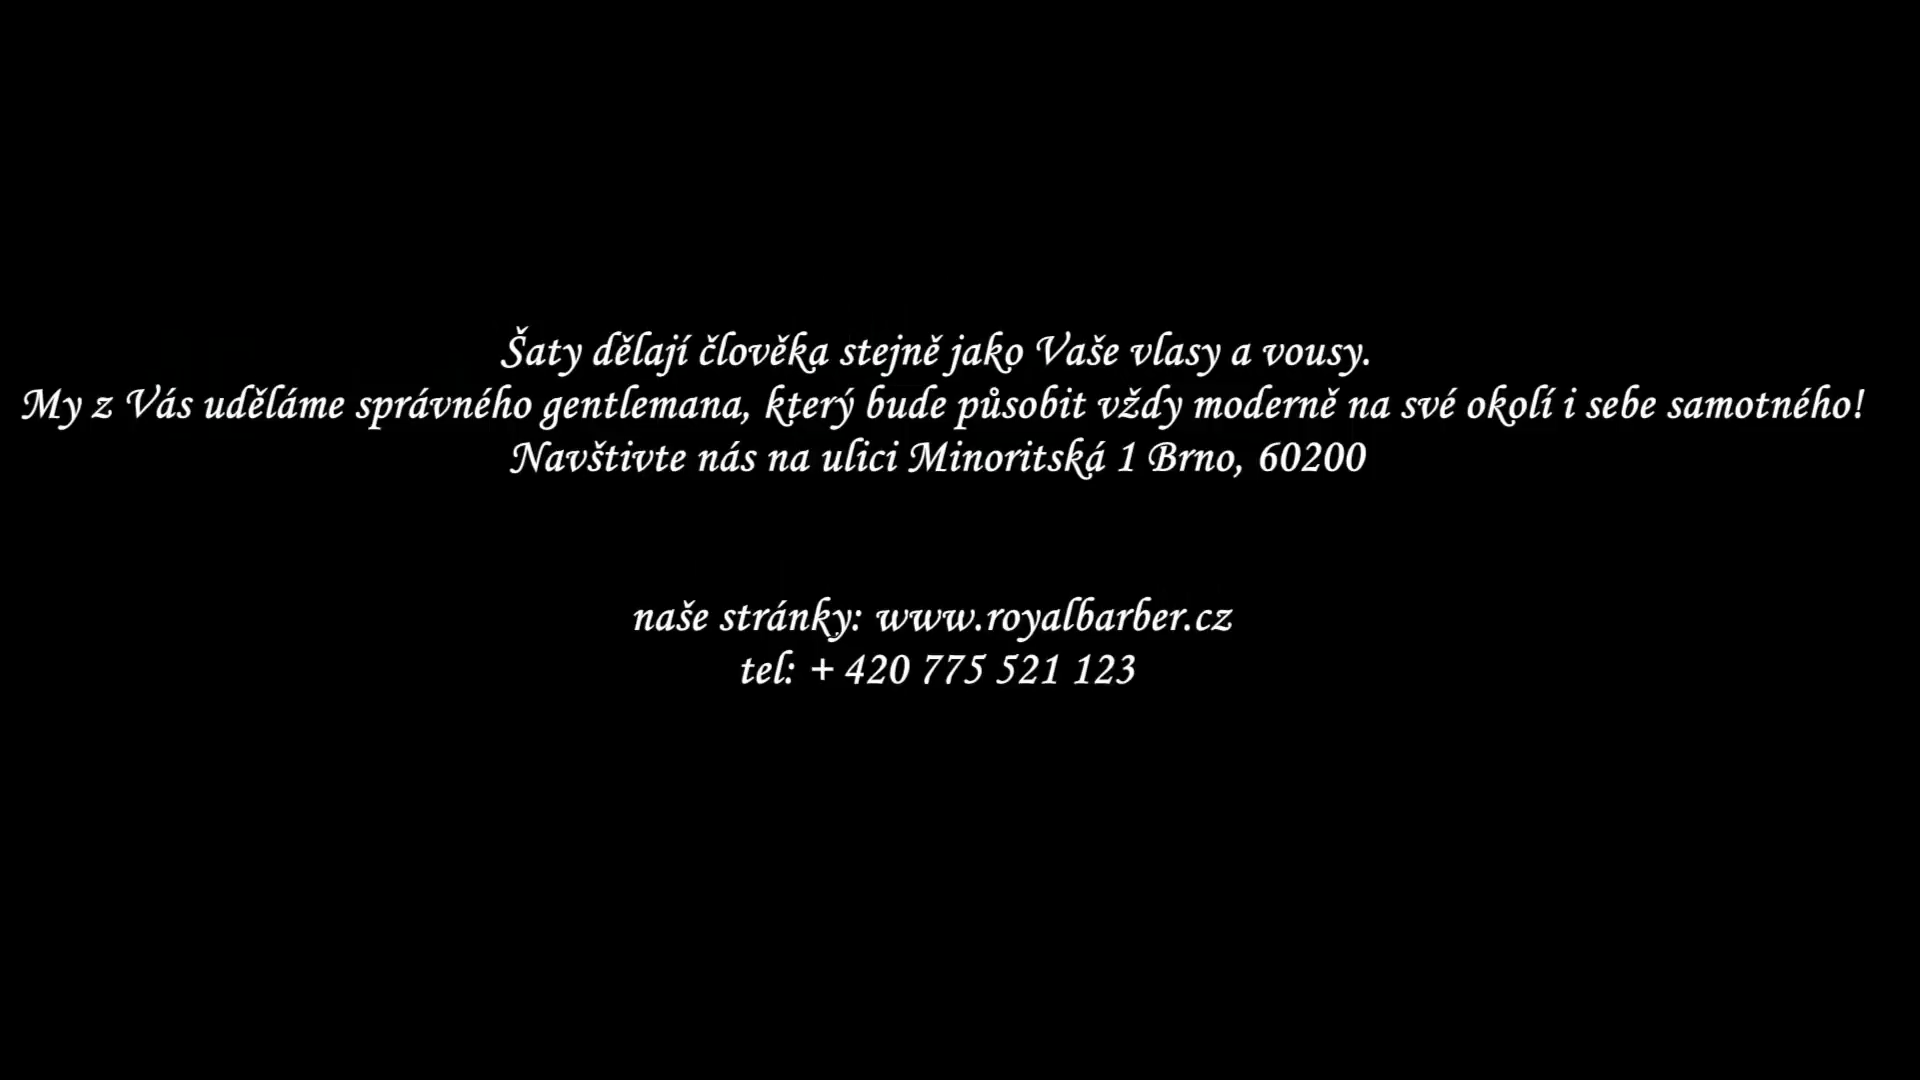 Šaty dělají člověka stejně jako Vaše vlasy a vousy.
My z Vás uděláme správného gentlemana, který bude působit vždy moderně na své okolí i sebe samotného!
Navštivte nás na ulici Minoritská 1 Brno, 60200
naše stránky: www.royalbarber.cz
tel: + 420 775 521 123